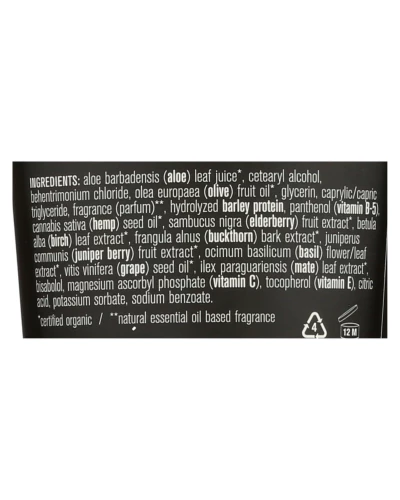 INGREDIENTS: aloe barbadensis (aloe) leaf juice*, cetearyl alcohol,
behentrimonium chloride, olea europaea (olive) fruit oil*, glycerin, caprylic/capric
triglyceride, fragrance (parfum)**, hydrolyzed barley protein, panthenol (vitamin B-5),
cannabis sativa (hemp) seed oil*, sambucus nigra (elderberry) fruit extract*, betula
alba (birch) leaf extract*, frangula alnus (buckthorn) bark extract*, juniperus
communis (juniper berry) fruit extract*, ocimum basilicum (basil) flower/leaf
extract*, vitis vinifera (grape) seed oil*, ilex paraguariensis (mate) leaf extract*,
bisabolol, magnesium ascorbyl phosphate (vitamin C), tocopherol (vitamin E), citric
acid, potassium sorbate, sodium benzoate.
*certified organic / **natural essential oil based fragrance
4
12 M